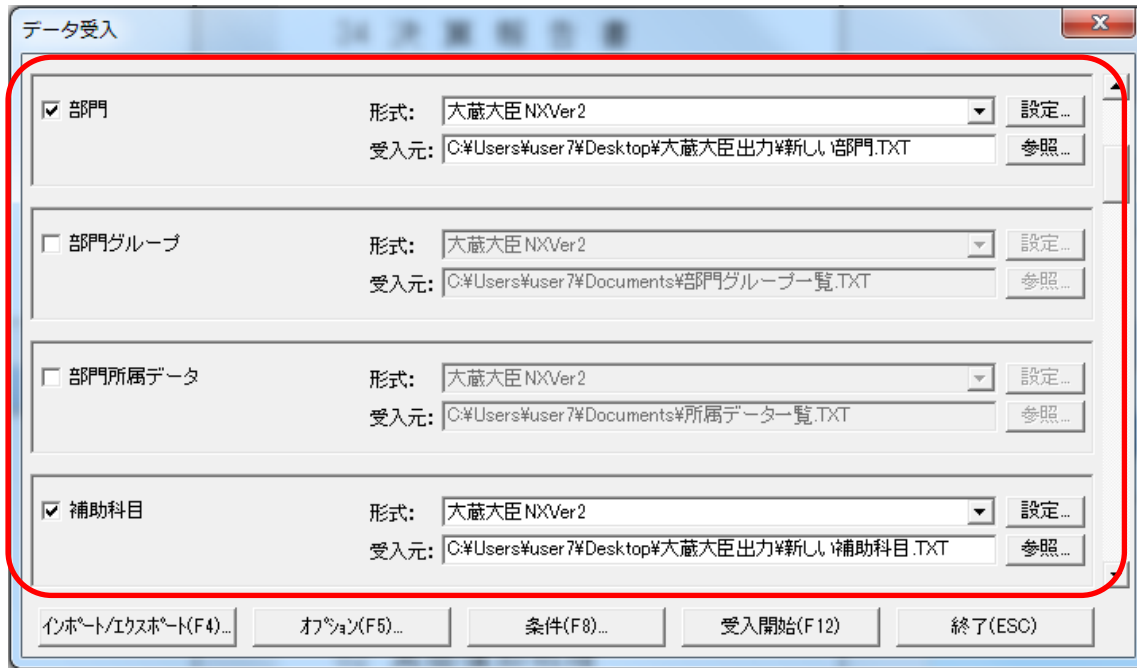 データ受入
24 決 算 報 告 書
部門
形式: 大蔵大臣NXVer2 設定...
受入元: C:¥Users¥user7¥Desktop¥大蔵大臣出力¥新しい部門.TXT 参照...
部門グループ
形式: 大蔵大臣NXVer2 設定...
受入元: C:¥Users¥user7¥Documents¥部門グループ一覧.TXT 参照...
部門所属データ
形式: 大蔵大臣NXVer2 設定...
受入元: C:¥Users¥user7¥Documents¥所属データ一覧.TXT 参照...
補助科目
形式: 大蔵大臣NXVer2 設定...
受入元: C:¥Users¥user7¥Desktop¥大蔵大臣出力¥新しい補助科目.TXT 参照...
インポート/エクスポート(F4)... オプション(F5)... 条件(F8)... 受入開始(F12) 終了(ESC)